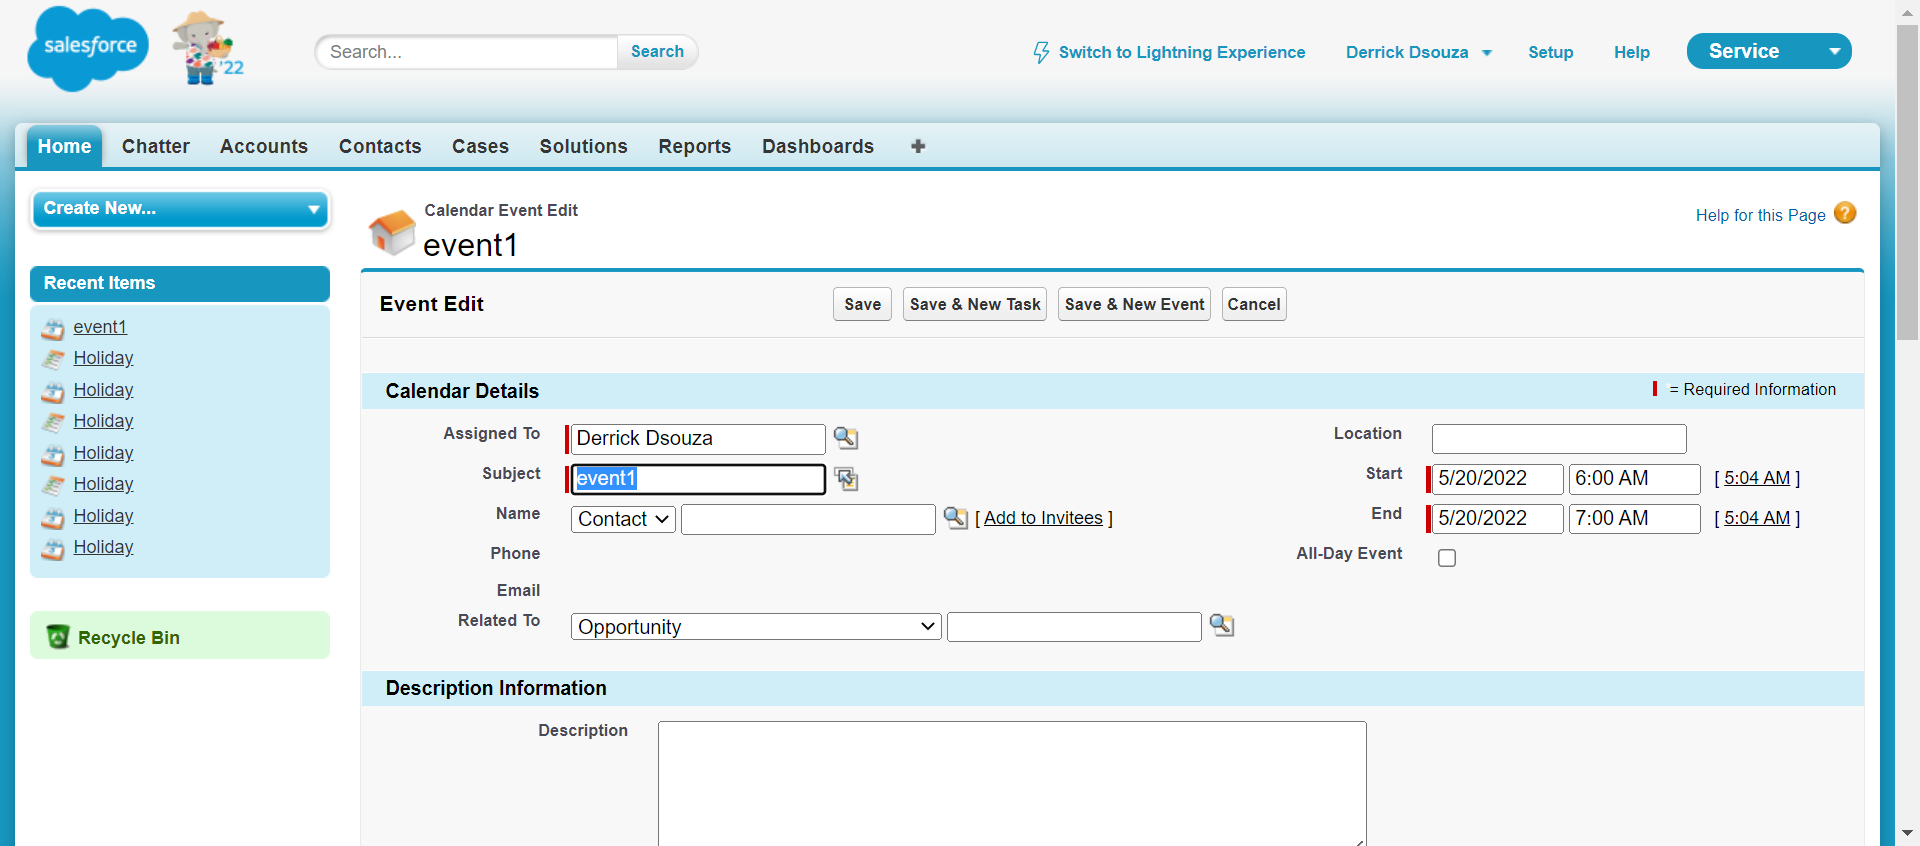 salesforce
'22
Search...
Search
Switch to Lightning Experience
Derrick Dsouza
Setup
Help
Service
Home
Chatter
Accounts
Contacts
Cases
Solutions
Reports
Dashboards
Create New...
Recent Items
event1
Holiday
Holiday
Holiday
Holiday
Holiday
Holiday
Holiday
Recycle Bin
Calendar Event Edit
event1
Help for this Page ?
Event Edit
Save
Save & New Task
Save & New Event
Cancel
Calendar Details
= Required Information
Assigned To
Derrick Dsouza
Location
Subject
event1
Start
5/20/2022
6:00 AM
[ 5:04 AM ]
Name
Contact
[ Add to Invitees ]
End
5/20/2022
7:00 AM
[ 5:04 AM ]
Phone
All-Day Event
Email
Related To
Opportunity
Description Information
Description